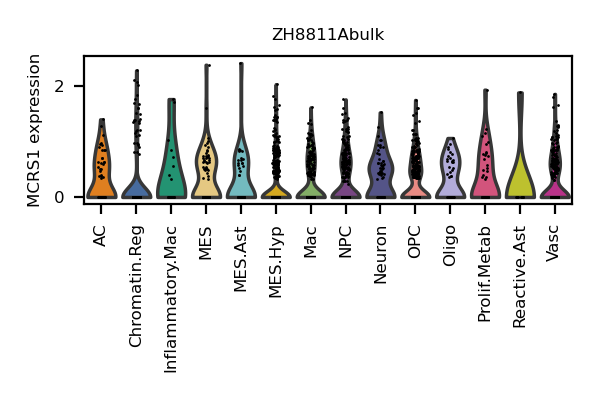 ZH8811Abulk
MCRS1 expression
2
0
AC
Chromatin.Reg
Inflammatory.Mac
MES
MES.Ast
MES.Hyp
Mac
NPC
Neuron
OPC
Oligo
Prolif.Metab
Reactive.Ast
Vasc